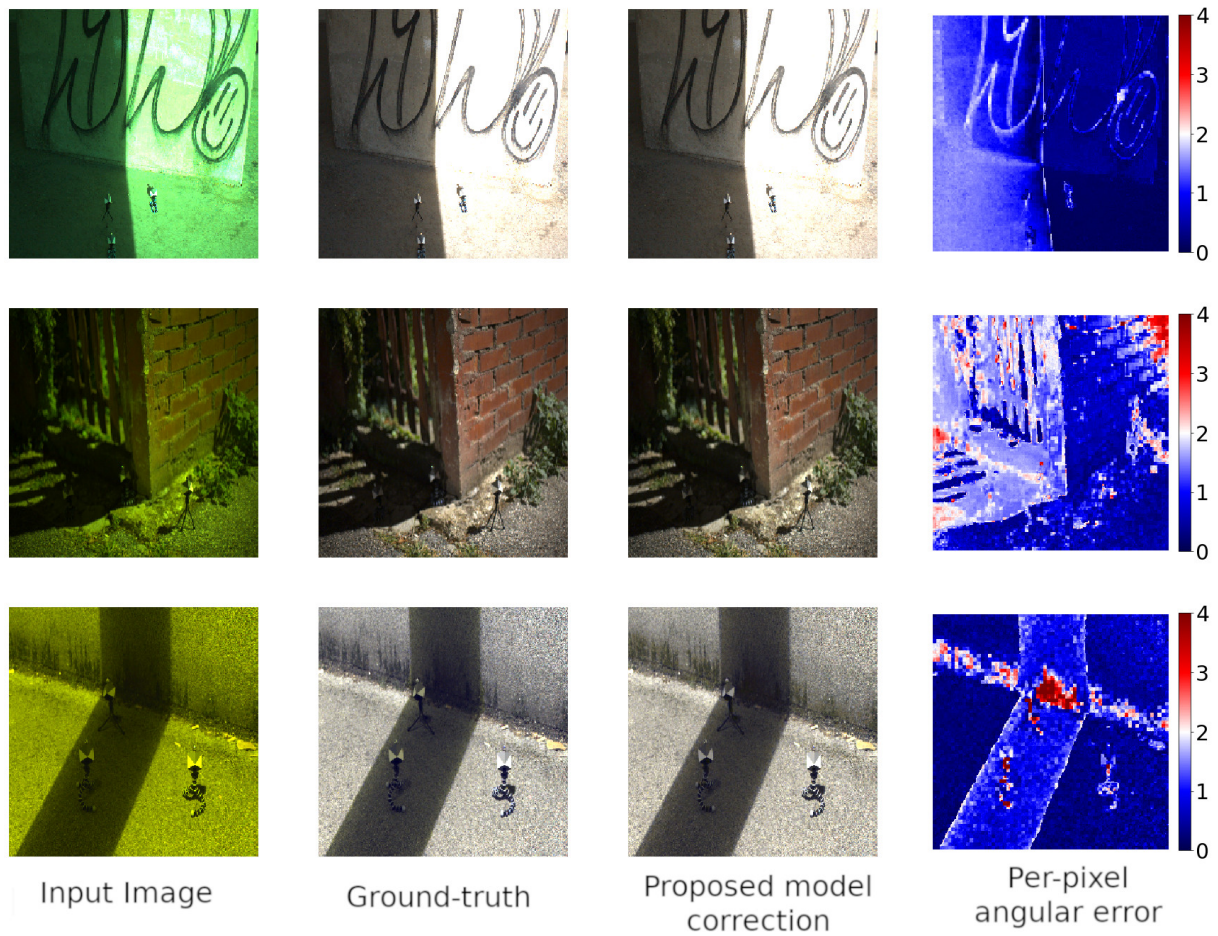 4
3
2
1
0
4
3
2
1
0
4
3
2
1
0
Input Image
Ground-truth
Proposed model
correction
Per-pixel
angular error